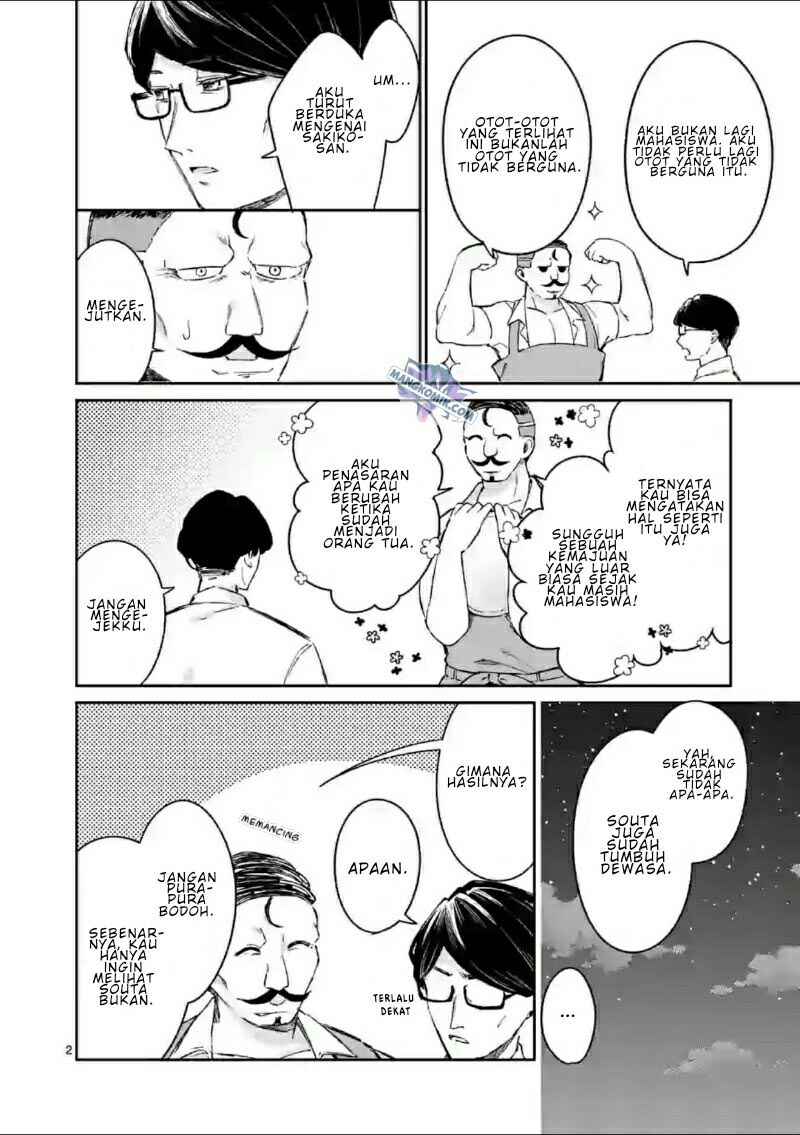 AKU BUKAN LAGI
MAHASISWA. AKU
TIDAK PERLU LAGI
OTOT YANG TIDAK
BERGUNA ITU.
OTOT-OTOT
YANG TERLIHAT
INI BUKANLAH
OTOT YANG
TIDAK BERGUNA.
UM...
AKU
TURUT
BERDUKA
MENGENAI
SAKIKO-
SAN.
MENGE-
JUTKAN.
MANGKOMIK.COM
TERNYATA
KAU BISA
MENGATAKAN
HAL SEPERTI
ITU JUGA
YA!
SUNGGUH
SEBUAH
KEMAJUAN
YANG LUAR
BIASA SEJAK
KAU MASIH
MAHASISWA!
AKU
PENASARAN
APA KAU
BERUBAH
KETIKA
SUDAH
MENJADI
ORANG TUA.
JANGAN
MENGE-
JEKKU.
YAH,
SEKARANG
SUDAH
TIDAK
APA-APA.
SOUTA
JUGA
SUDAH
TUMBUH
DEWASA.
...
GIMANA
HASILNYA?
APAAN.
MEMANCING
JANGAN
PURA-
PURA
BODOH.
SEBENAR-
NYA, KAU
HANYA
INGIN
MELIHAT
SOUTA
BUKAN.
TERLALU
DEKAT
2